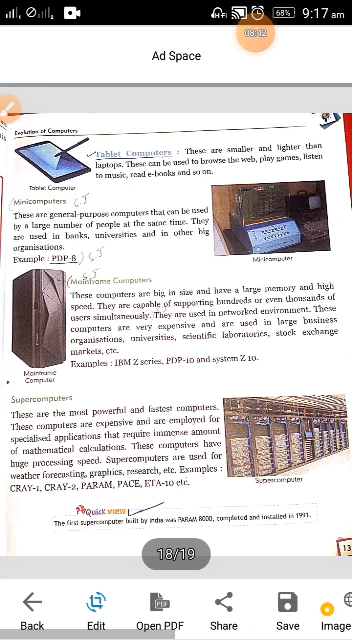 68% 9:17 am
08:42
Ad Space
Evolution of Computers
Tablet Computers : These are smaller and lighter than
laptops. These can be used to browse the web, play games, listen
to music, read e-books and so on.
Tablet Computer
Minicomputers
These are general-purpose computers that can be used
by a large number of people at the same time. They
are used in banks, universities and in other big
organisations.
Example : PDP-8
Minicomputer
Mainframe Computers
These computers are big in size and have a large memory and high
speed. They are capable of supporting hundreds or even thousands of
users simultaneously. They are used in networked environment. These
computers are very expensive and are used in large business
organisations, universities, scientific laboratories, stock exchange
markets, etc.
Examples : IBM Z series, PDP-10 and system Z 10.
Mainframe
Computer
Supercomputers
These are the most powerful and fastest computers.
These computers are expensive and are employed for
specialised applications that require immense amount
of mathematical calculations. These computers have
huge processing speed. Supercomputers are used for
weather forecasting, graphics, research, etc. Examples :
CRAY-1, CRAY-2, PARAM, PACE, ETA-10 etc.
Supercomputer
Quick VIEW
The first supercomputer built by India was PARAM 8000, completed and installed in 1991.
18/19
13
Back Edit Open PDF Share Save Image